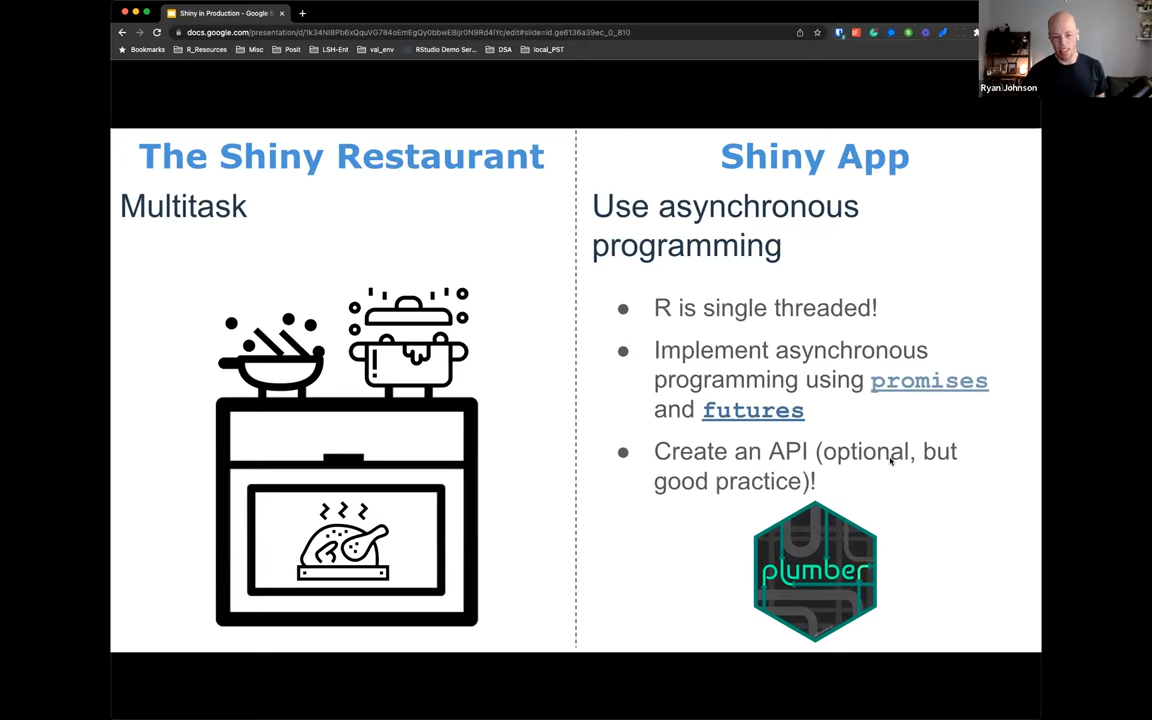 Shiny in Production - Google S
docs.google.com/presentation/d/1k34NI8Pb6xQquVG784oEmEgQy0bbwEBijr0N9Rd4lYc/edit#slide=id.ge6136a39ec_0_810
Bookmarks R_Resources Misc Posit LSH-Ent val_env RStudio Demo Ser... DSA local_PST
Ryan Johnson
The Shiny Restaurant
Multitask
Shiny App
Use asynchronous
programming
● R is single threaded!
● Implement asynchronous
programming using promises
and futures
● Create an API (optional, but
good practice)!
plumber